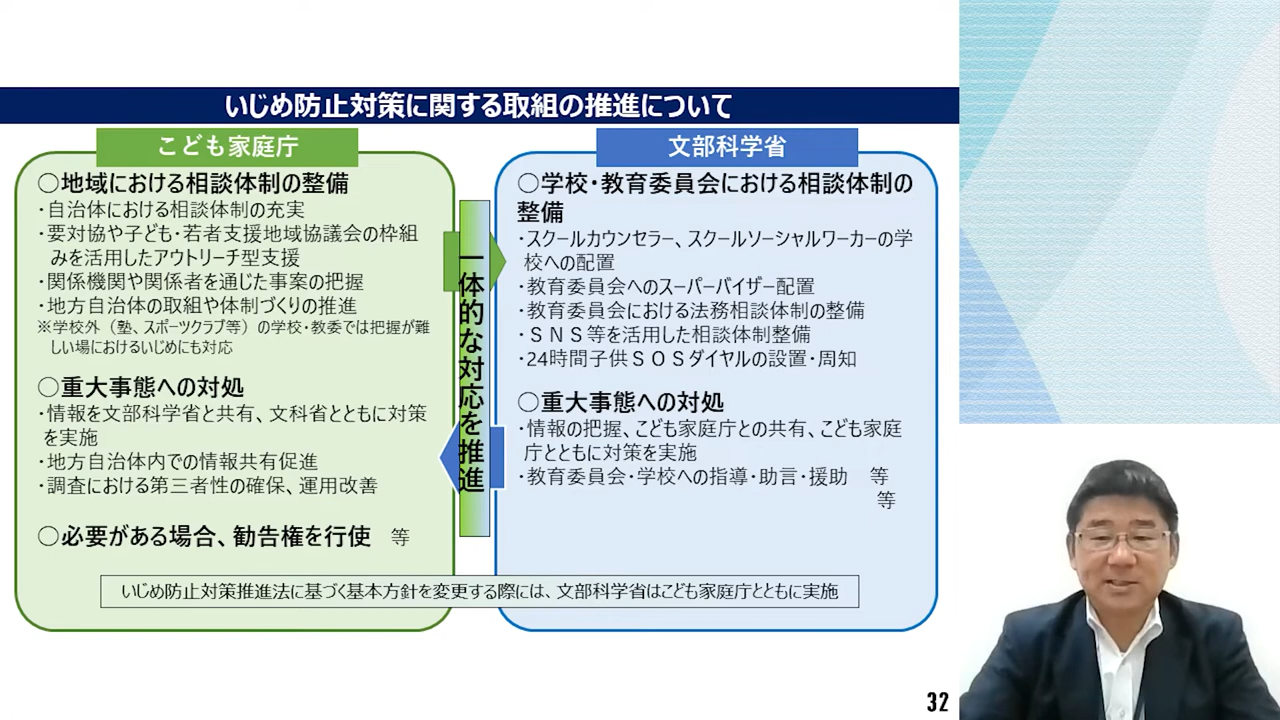 いじめ防止対策に関する取組の推進について
こども家庭庁
○地域における相談体制の整備
・自治体における相談体制の充実
・要対協や子ども・若者支援地域協議会の枠組
みを活用したアウトリーチ型支援
・関係機関や関係者を通じた事案の把握
・地方自治体の取組や体制づくりの推進
※学校外（塾、スポーツクラブ等）の学校・教委では把握が難
しい場におけるいじめにも対応
○重大事態への対処
・情報を文部科学省と共有、文科省とともに対策
を実施
・地方自治体内での情報共有促進
・調査における第三者性の確保、運用改善
○必要がある場合、勧告権を行使　等
一体的な対応を推進
文部科学省
○学校・教育委員会における相談体制の
整備
・スクールカウンセラー、スクールソーシャルワーカーの学
校への配置
・教育委員会へのスーパーバイザー配置
・教育委員会における法務相談体制の整備
・ＳＮＳ等を活用した相談体制整備
・24時間子供ＳＯＳダイヤルの設置・周知
○重大事態への対処
・情報の把握、こども家庭庁との共有、こども家庭
庁とともに対策を実施
・教育委員会・学校への指導・助言・援助　等
等
いじめ防止対策推進法に基づく基本方針を変更する際には、文部科学省はこども家庭庁とともに実施
32